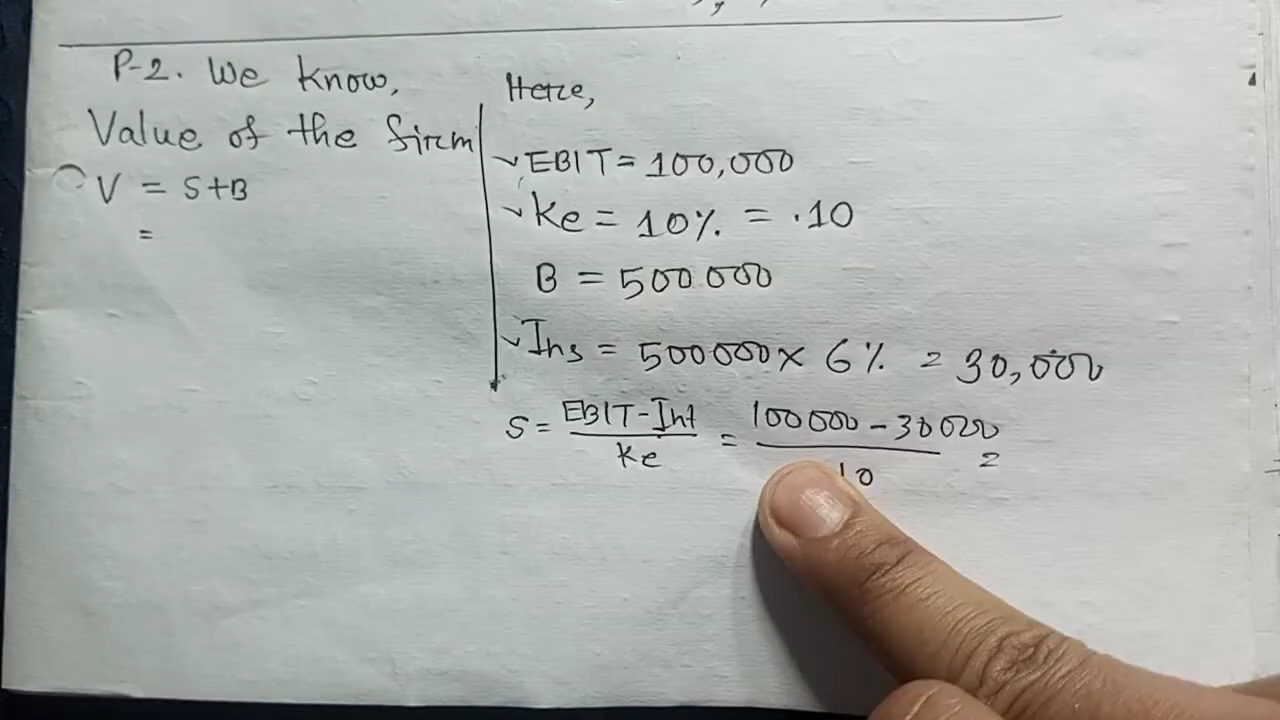 P-2. We know,
Value of the firm
V = S+B
=
Here,
EBIT = 100,000
Ke = 10% = .10
B = 500000
Ins = 500000 × 6% = 30,000
S = EBIT-Int / Ke = 100000 - 30000 / 10 =